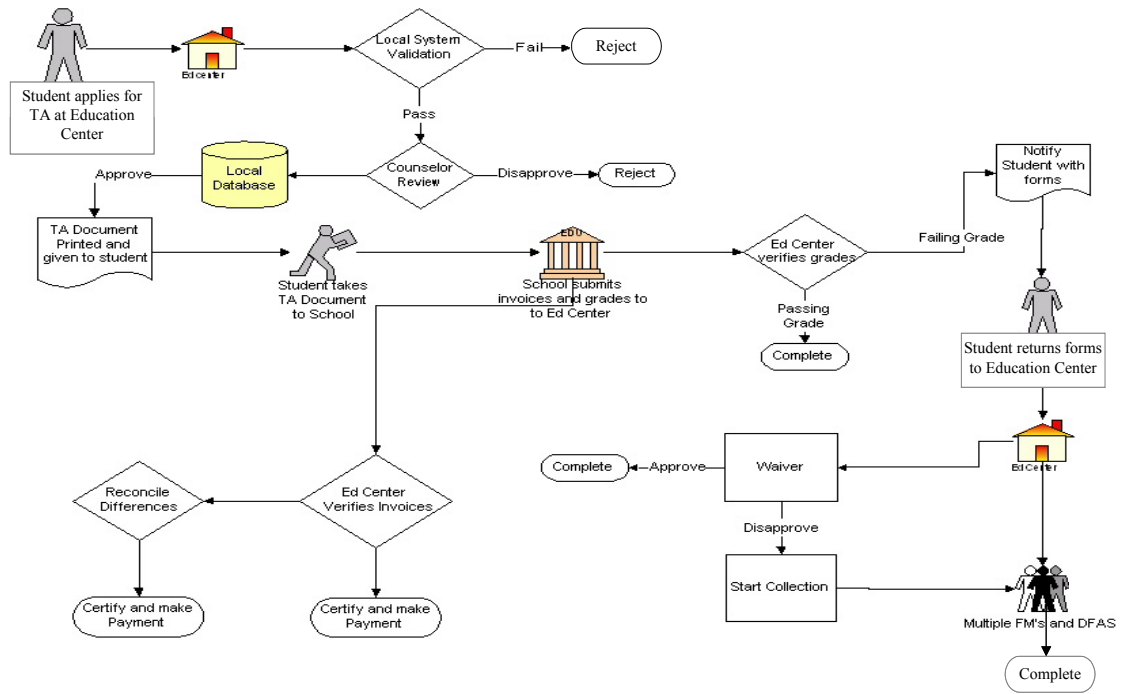 Student applies for
TA at Education
Center
Ed center
Local System
Validation
Fail
Reject
Pass
Counselor
Review
Disapprove
Reject
Local
Database
Approve
TA Document
Printed and
given to student
Student takes
TA Document
to School
EDU
School submits
invoices and grades to
to Ed Center
Ed Center
verifies grades
Failing Grade
Notify
Student with
forms
Passing
Grade
Complete
Student returns forms
to Education Center
Ed Center
Waiver
Approve
Complete
Disapprove
Start Collection
Multiple FM's and DFAS
Complete
Ed Center
Verifies Invoices
Reconcile
Differences
Certify and make
Payment
Certify and make
Payment